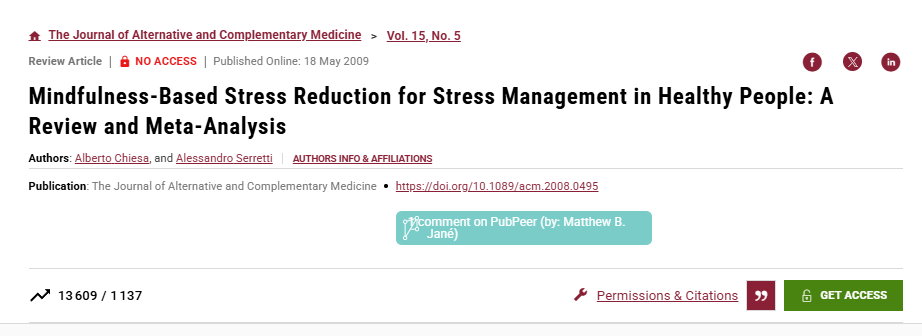 The Journal of Alternative and Complementary Medicine > Vol. 15, No. 5
Review Article | NO ACCESS | Published Online: 18 May 2009
f X in
Mindfulness-Based Stress Reduction for Stress Management in Healthy People: A
Review and Meta-Analysis
Authors: Alberto Chiesa, and Alessandro Serretti | AUTHORS INFO & AFFILIATIONS
Publication: The Journal of Alternative and Complementary Medicine • https://doi.org/10.1089/acm.2008.0495
1 comment on PubPeer (by: Matthew B.
Jané)
13 609 / 1 137 Permissions & Citations GET ACCESS